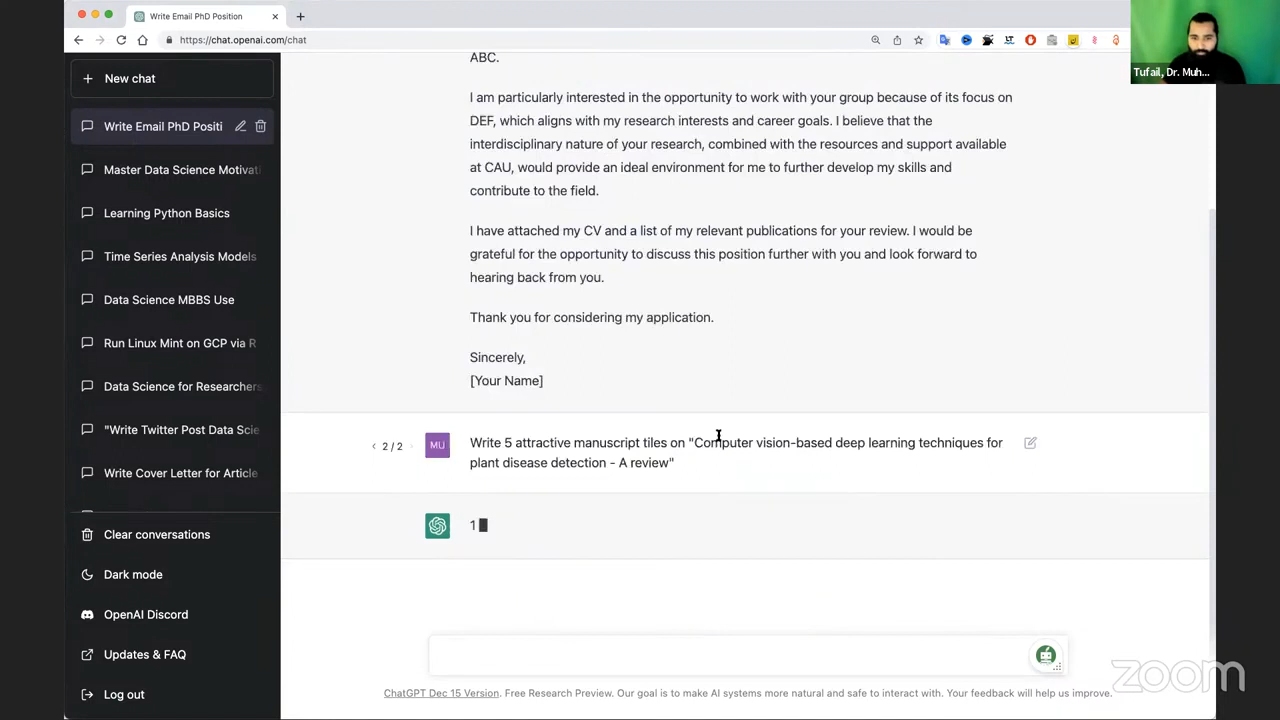 Write Email PhD Position
https://chat.openai.com/chat
Tufail, Dr. Muh...
New chat
Write Email PhD Positi
Master Data Science Motivati
Learning Python Basics
Time Series Analysis Models
Data Science MBBS Use
Run Linux Mint on GCP via R
Data Science for Researchers
"Write Twitter Post Data Scie
Write Cover Letter for Article
Clear conversations
Dark mode
OpenAI Discord
Updates & FAQ
Log out
ABC.
I am particularly interested in the opportunity to work with your group because of its focus on
DEF, which aligns with my research interests and career goals. I believe that the
interdisciplinary nature of your research, combined with the resources and support available
at CAU, would provide an ideal environment for me to further develop my skills and
contribute to the field.
I have attached my CV and a list of my relevant publications for your review. I would be
grateful for the opportunity to discuss this position further with you and look forward to
hearing back from you.
Thank you for considering my application.
Sincerely,
[Your Name]
< 2 / 2 >
MU
Write 5 attractive manuscript tiles on "Computer vision-based deep learning techniques for
plant disease detection - A review"
1
ChatGPT Dec 15 Version. Free Research Preview. Our goal is to make AI systems more natural and safe to interact with. Your feedback will help us improve.
zoom